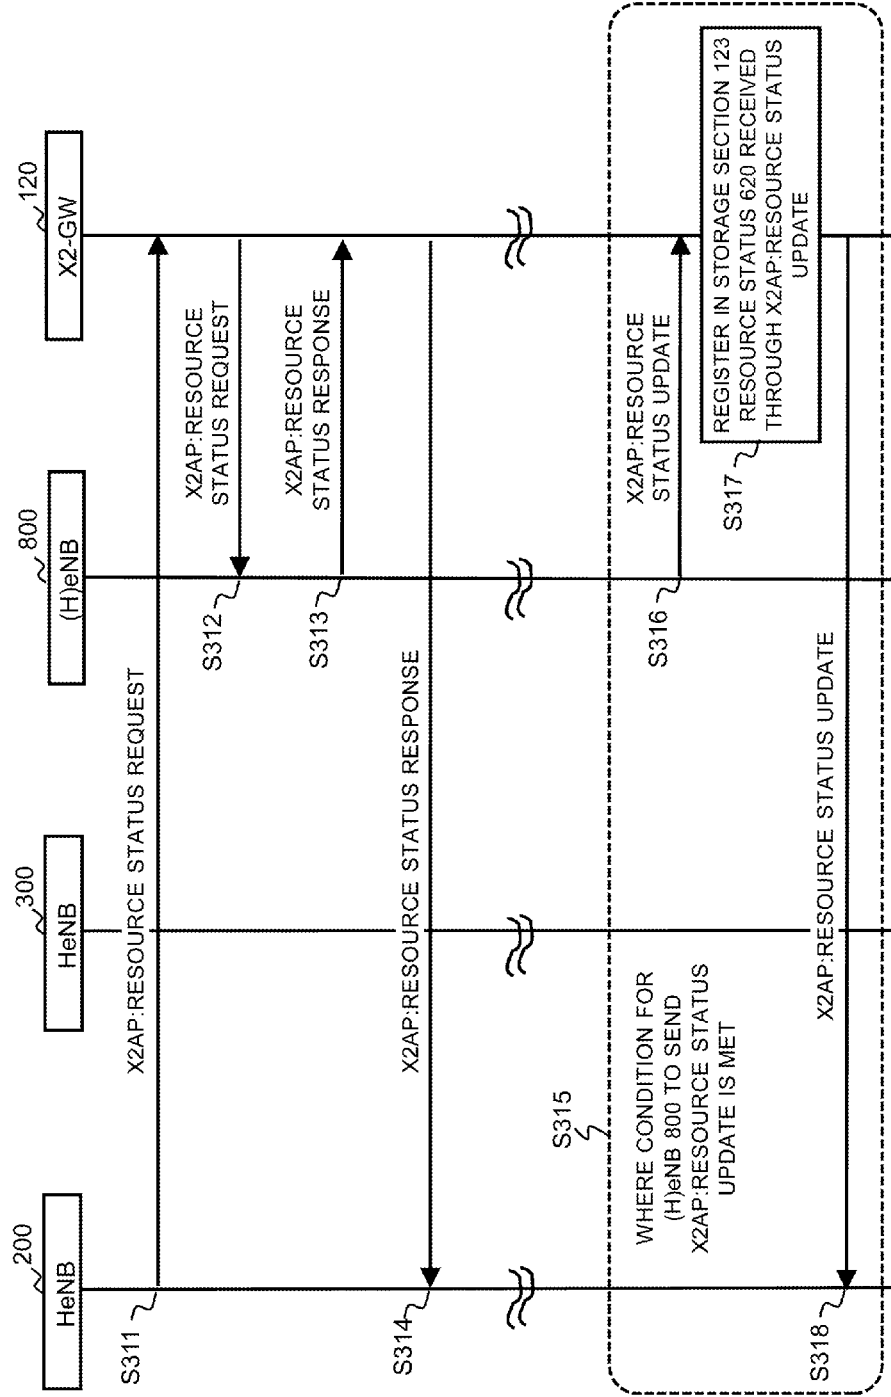 200
HeNB
300
HeNB
800
(H)eNB
120
X2-GW
S311
X2AP:RESOURCE STATUS REQUEST
S312
X2AP:RESOURCE
STATUS REQUEST
S313
X2AP:RESOURCE
STATUS RESPONSE
S314
X2AP:RESOURCE STATUS RESPONSE
S315
WHERE CONDITION FOR
(H)eNB 800 TO SEND
X2AP:RESOURCE STATUS
UPDATE IS MET
S316
X2AP:RESOURCE
STATUS UPDATE
S317
REGISTER IN STORAGE SECTION 123
RESOURCE STATUS 620 RECEIVED
THROUGH X2AP:RESOURCE STATUS
UPDATE
S318
X2AP:RESOURCE STATUS UPDATE